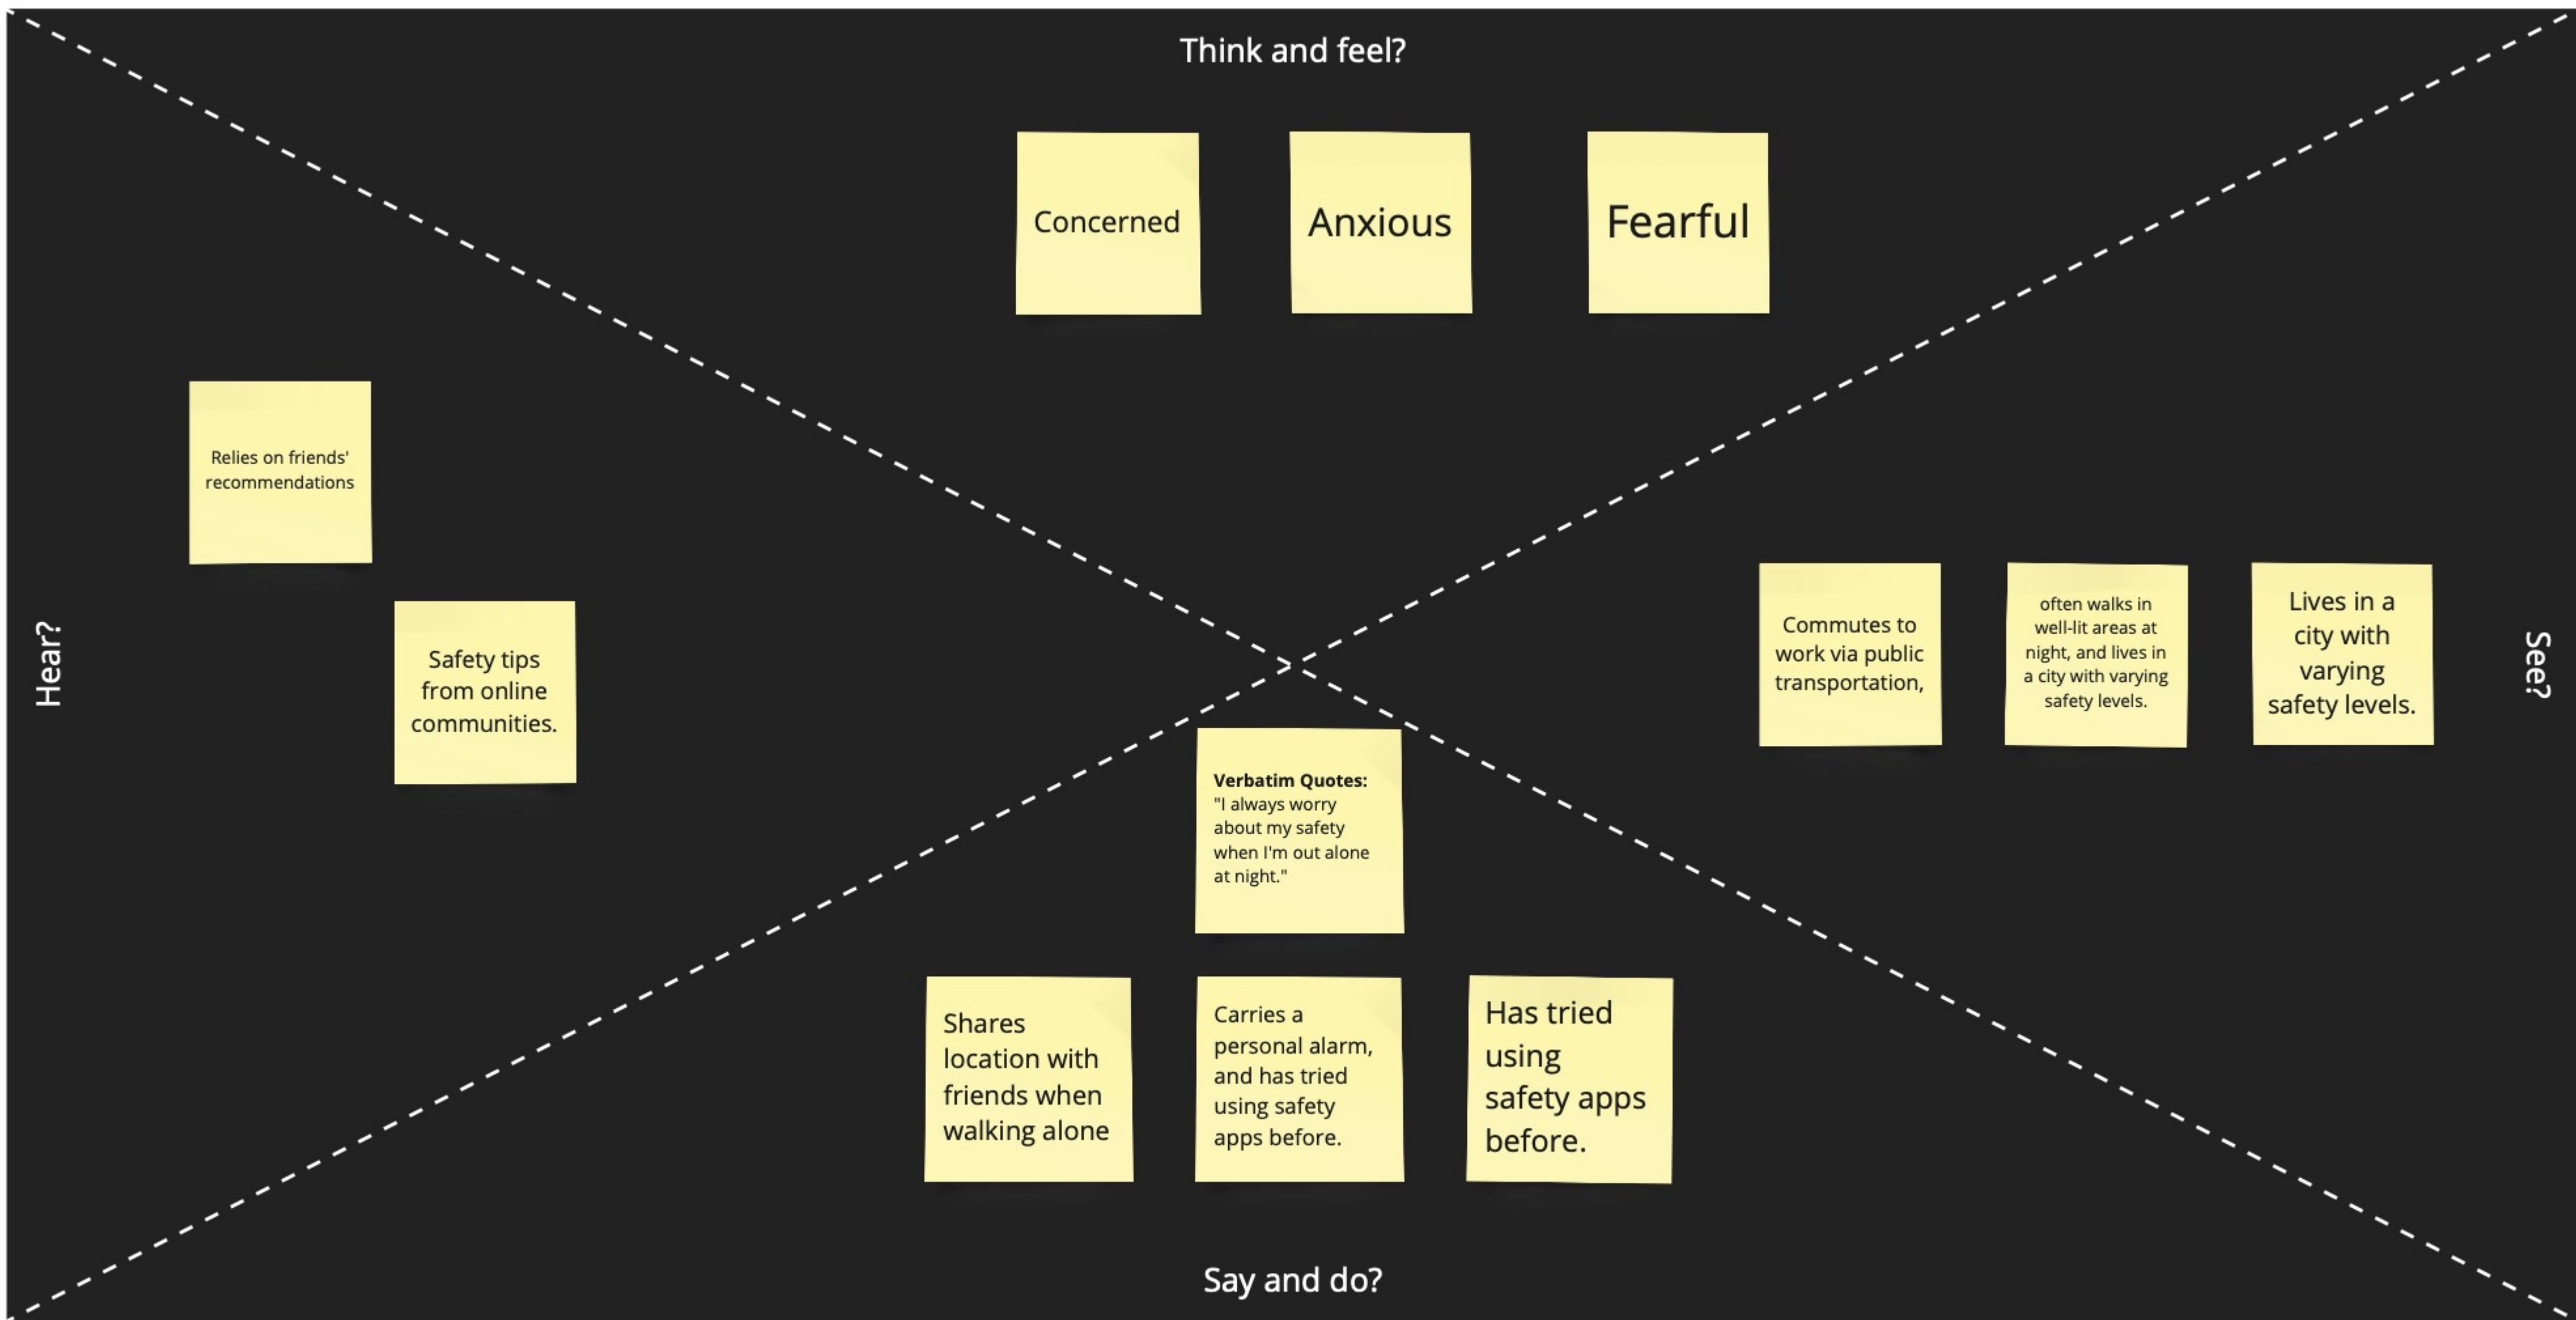 Think and feel?
Concerned
Anxious
Fearful
Relies on friends'
recommendations
Hear?
Safety tips
from online
communities.
Commutes to
work via public
transportation,
often walks in
well-lit areas at
night, and lives in
a city with varying
safety levels.
Lives in a
city with
varying
safety levels.
See?
Verbatim Quotes:
"I always worry
about my safety
when I'm out alone
at night."
Shares
location with
friends when
walking alone
Carries a
personal alarm,
and has tried
using safety
apps before.
Has tried
using
safety apps
before.
Say and do?